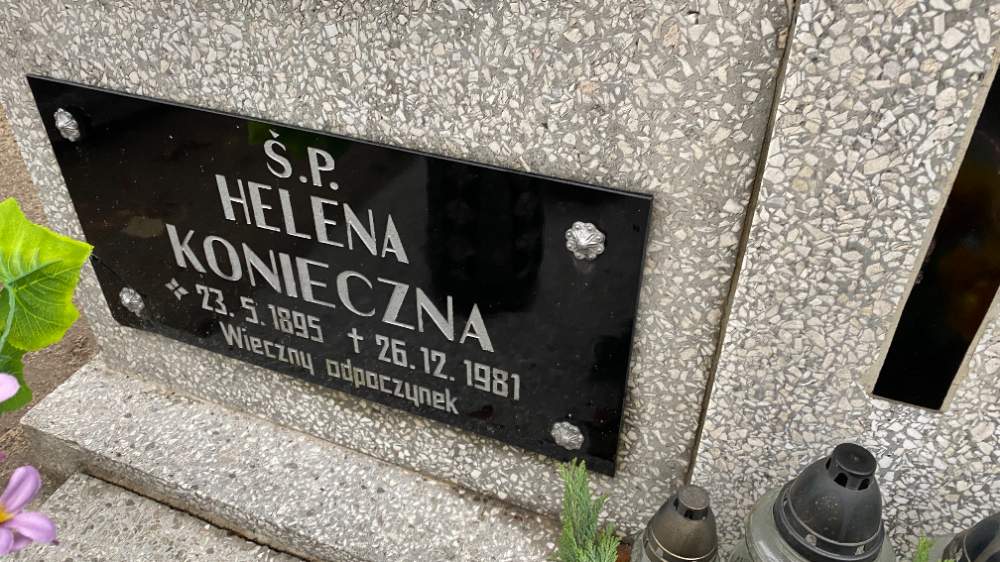 Ś.P.
HELENA
KONIECZNA
23.5.1895 † 26.12.1981
Wieczny odpoczynek